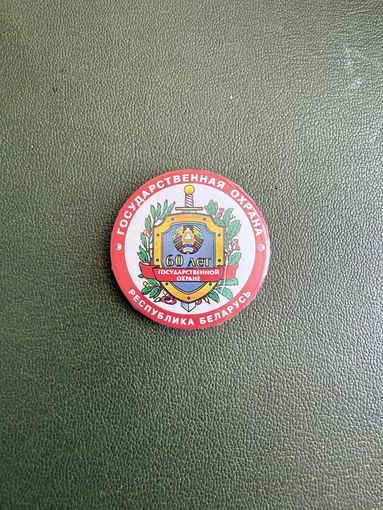 ГОСУДАРСТВЕННАЯ ОХРАНА
60 лет
ГОСУДАРСТВЕННОЙ
ОХРАНЕ
РЕСПУБЛИКА БЕЛАРУСЬ